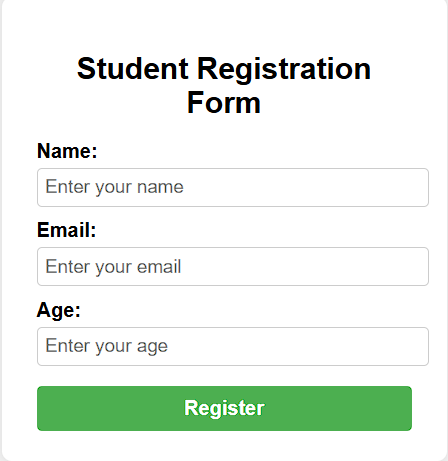 Student Registration
Form
Name:
Enter your name
Email:
Enter your email
Age:
Enter your age
Register